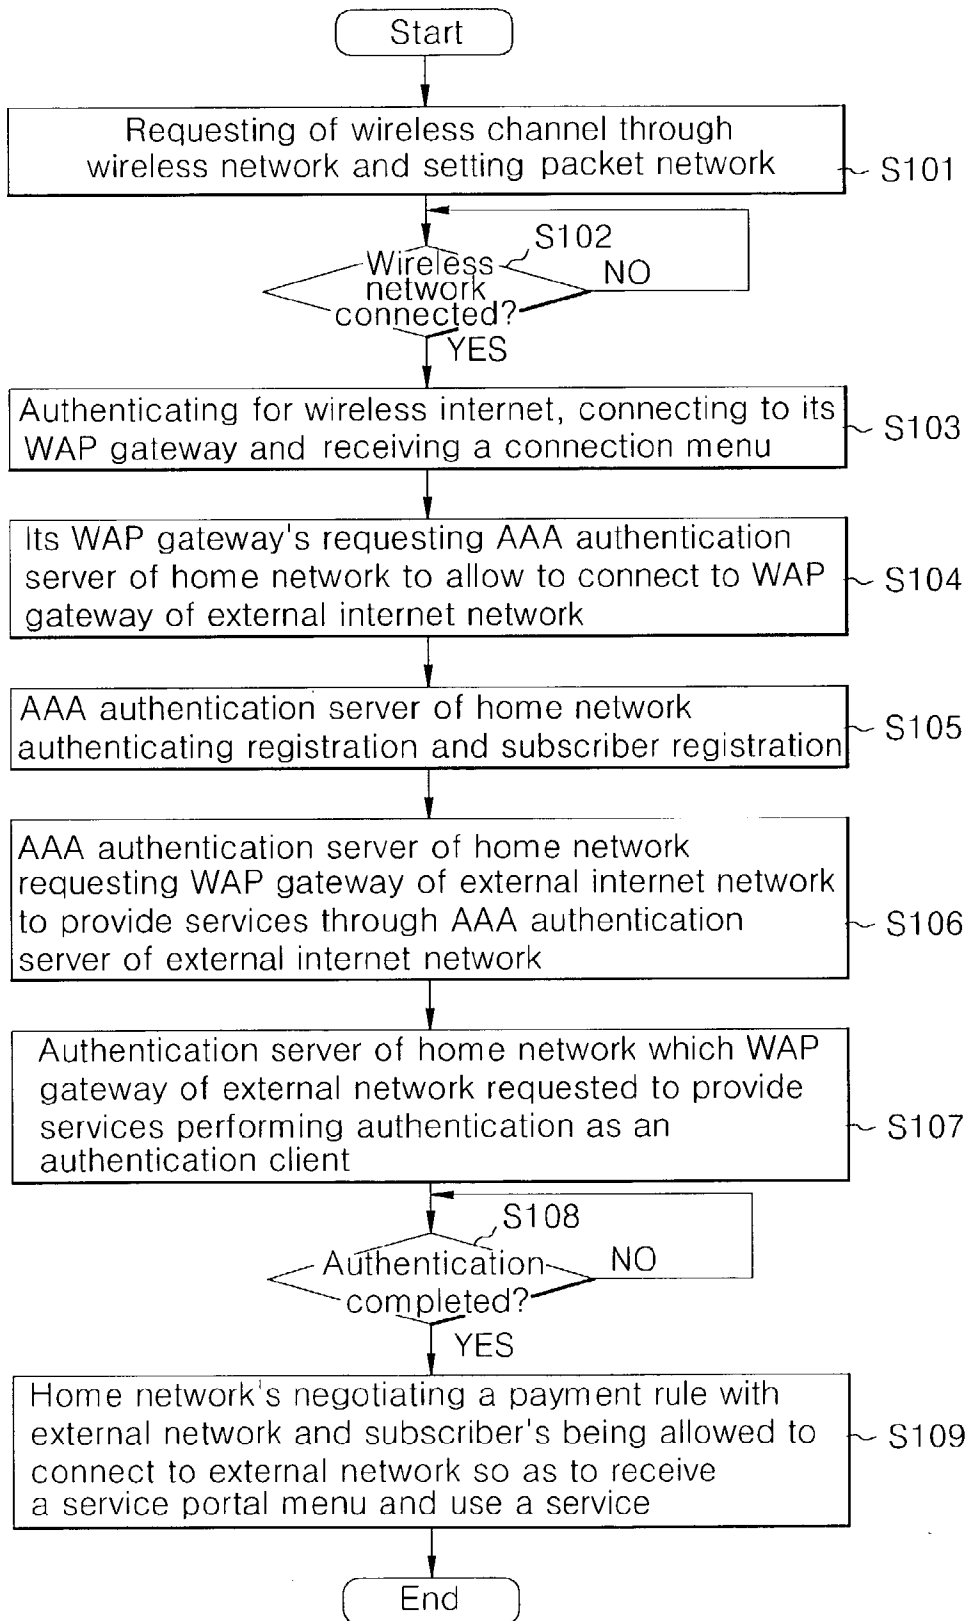 Start
Requesting of wireless channel through
wireless network and setting packet network
S101
S102
Wireless
network
connected?
NO
YES
Authenticating for wireless internet, connecting to its
WAP gateway and receiving a connection menu
S103
Its WAP gateway's requesting AAA authentication
server of home network to allow to connect to WAP
gateway of external internet network
S104
AAA authentication server of home network
authenticating registration and subscriber registration
S105
AAA authentication server of home network
requesting WAP gateway of external internet network
to provide services through AAA authentication
server of external internet network
S106
Authentication server of home network which WAP
gateway of external network requested to provide
services performing authentication as an
authentication client
S107
S108
Authentication
completed?
NO
YES
Home network's negotiating a payment rule with
external network and subscriber's being allowed to
connect to external network so as to receive
a service portal menu and use a service
S109
End